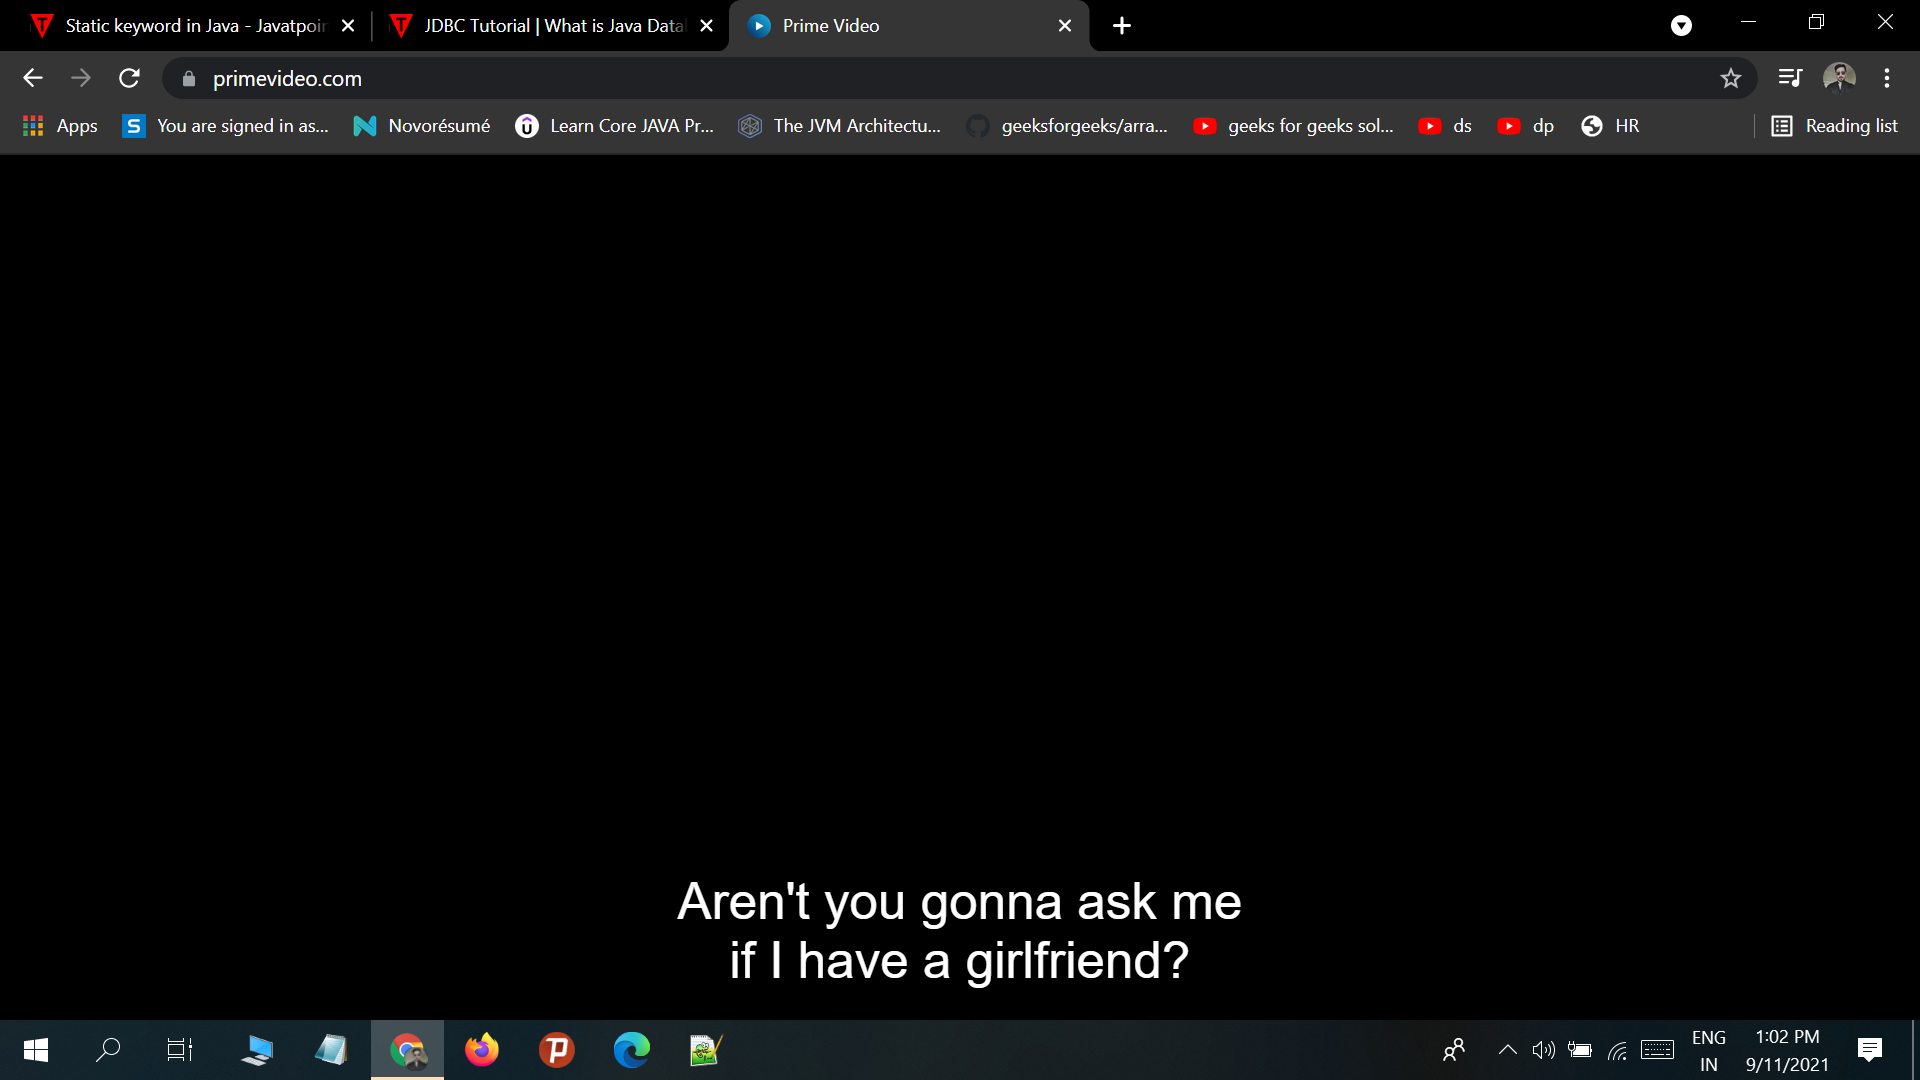 Static keyword in Java - Javatpoin
JDBC Tutorial | What is Java Data
Prime Video
primevideo.com
Apps
You are signed in as...
Novorésumé
Learn Core JAVA Pr...
The JVM Architectu...
geeksforgeeks/arra...
geeks for geeks sol...
ds
dp
HR
Reading list
Aren't you gonna ask me
if I have a girlfriend?
ENG
IN
1:02 PM
9/11/2021